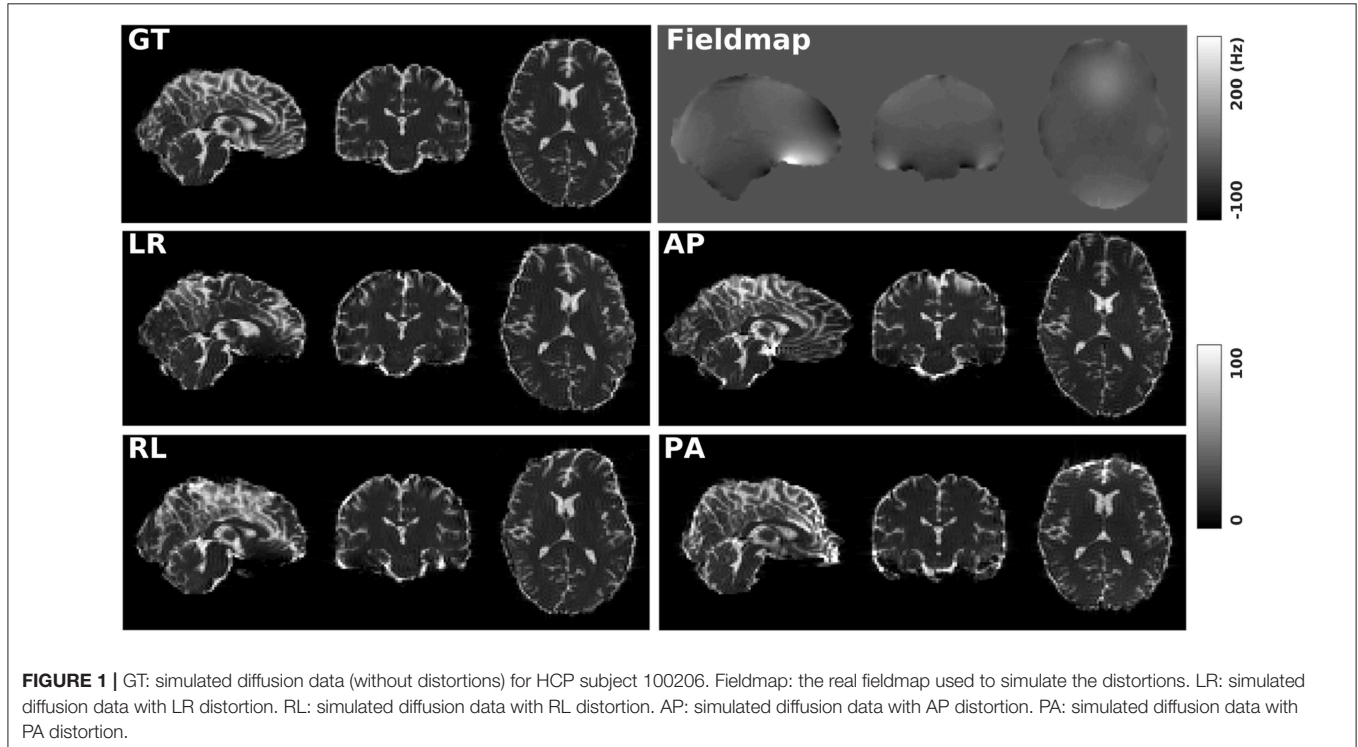 GT
Fieldmap
200 (Hz)
-100
LR
AP
100
0
RL
PA
FIGURE 1 | GT: simulated diffusion data (without distortions) for HCP subject 100206. Fieldmap: the real fieldmap used to simulate the distortions. LR: simulated
diffusion data with LR distortion. RL: simulated diffusion data with RL distortion. AP: simulated diffusion data with AP distortion. PA: simulated diffusion data with
PA distortion.